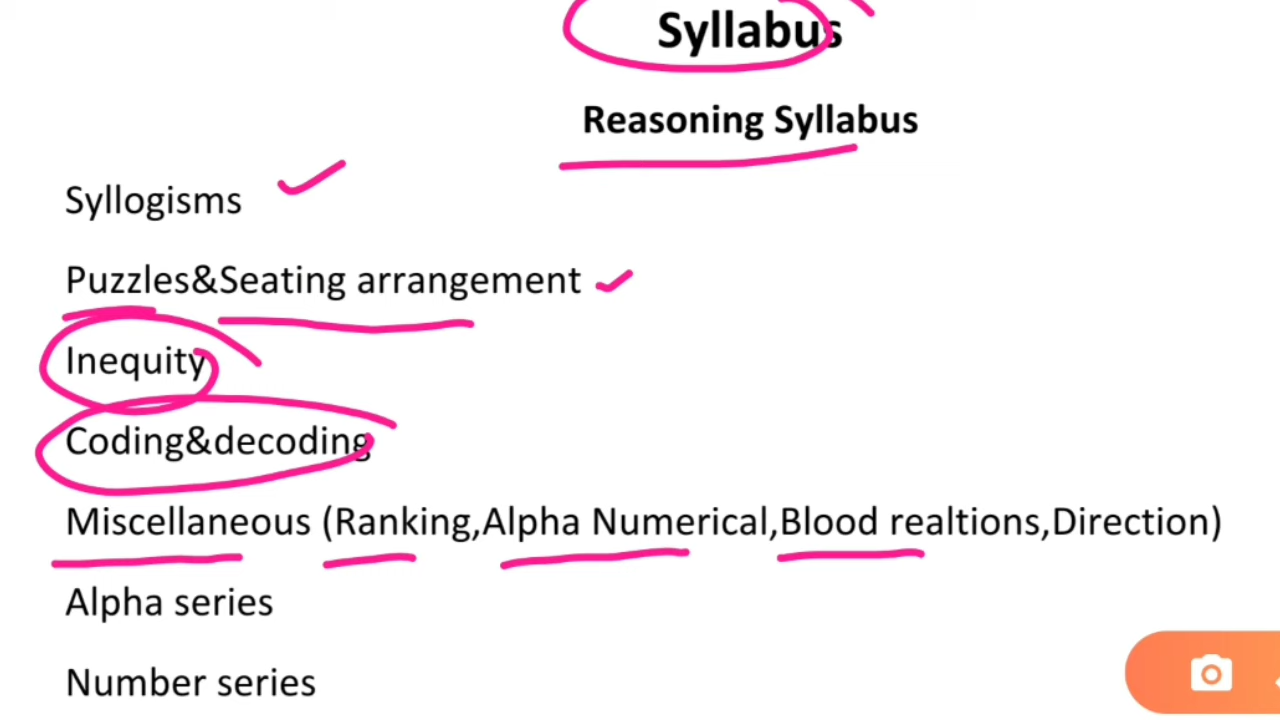 Syllabus
Reasoning Syllabus
Syllogisms
Puzzles&Seating arrangement
Inequity
Coding&decoding
Miscellaneous (Ranking,Alpha Numerical,Blood realtions,Direction)
Alpha series
Number series